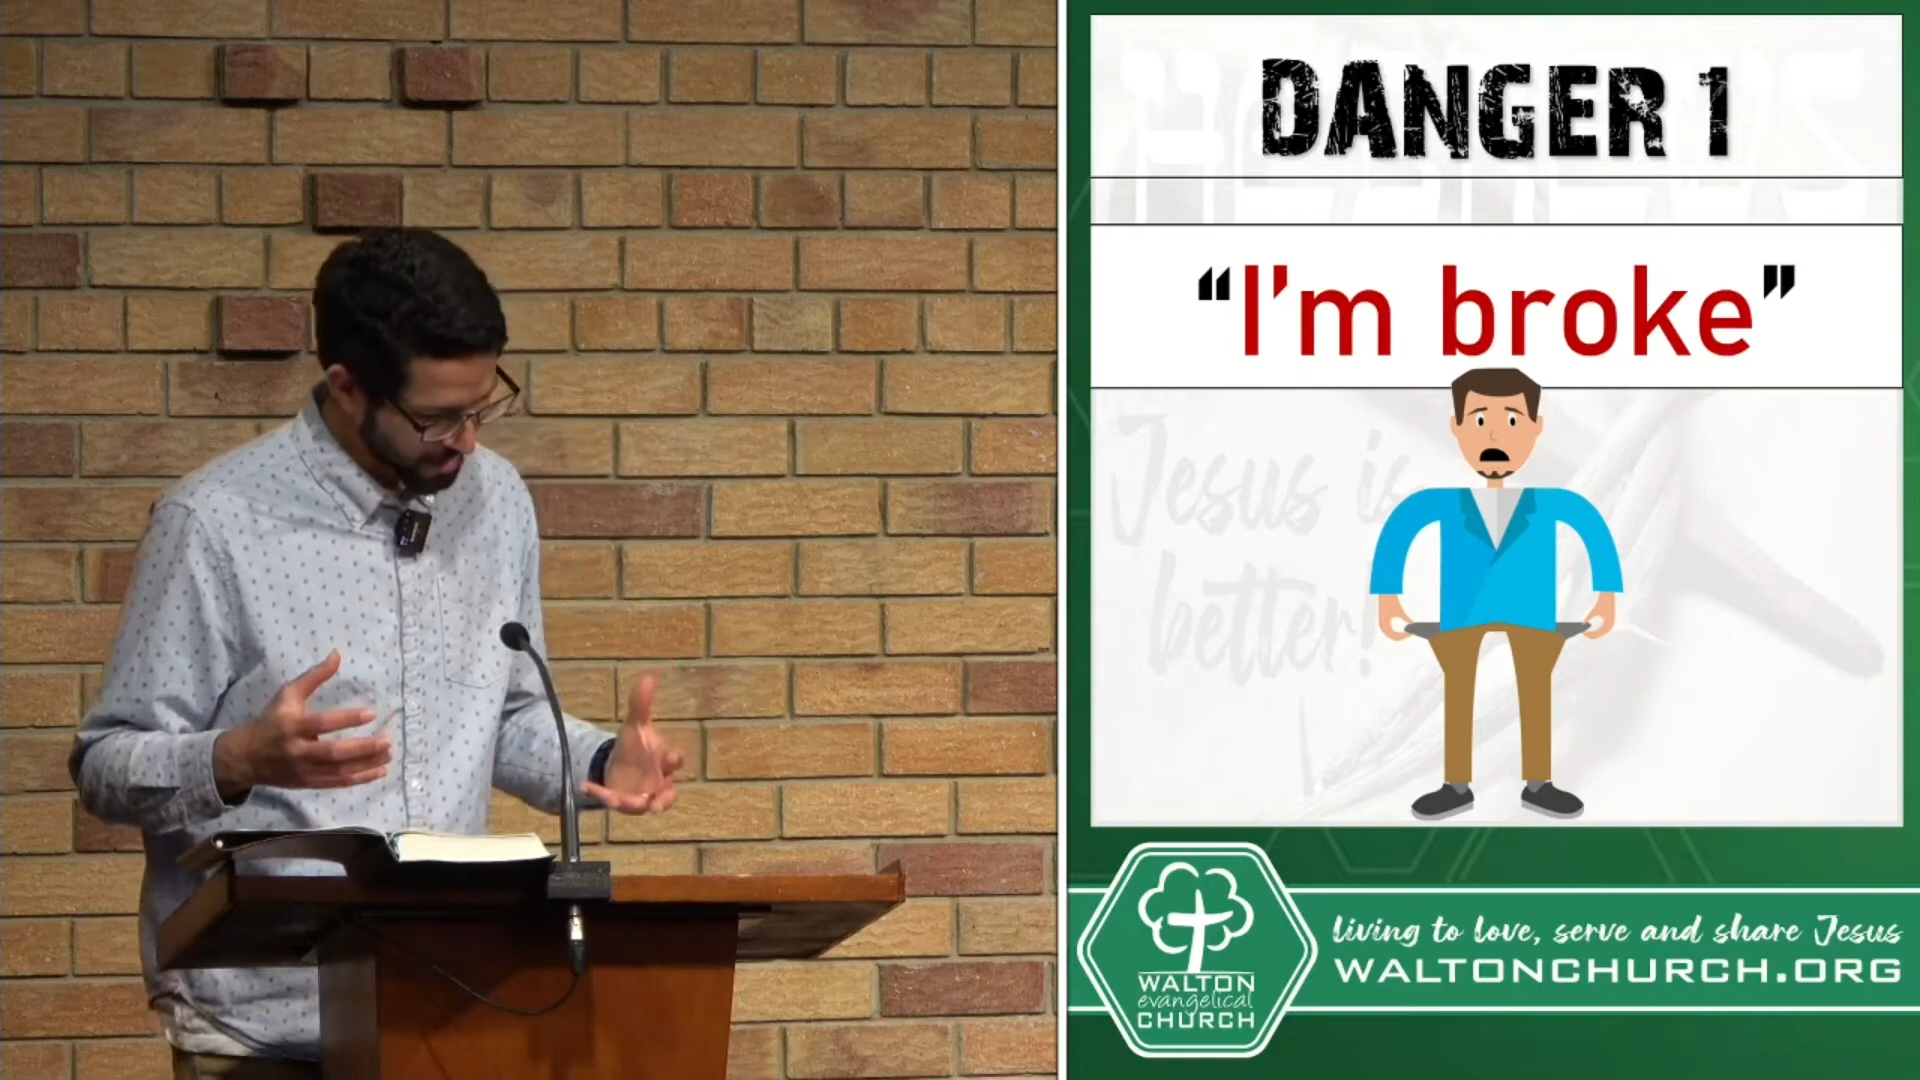 DANGER 1
“I’m broke”
Jesus is
better!
living to love, serve and share Jesus
WALTONCHURCH.ORG
WALTON
evangelical
CHURCH